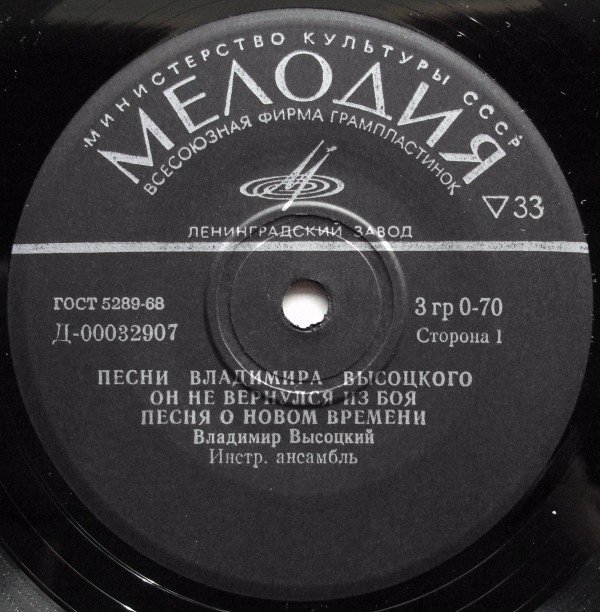 МИНИСТЕРСТВО КУЛЬТУРЫ СССР
МЕЛОДИЯ
ВСЕСОЮЗНАЯ ФИРМА ГРАМПЛАСТИНОК
33
ЛЕНИНГРАДСКИЙ ЗАВОД
ГОСТ 5289-68
3 гр 0-70
Д-00032907
Сторона 1
ПЕСНИ ВЛАДИМИРА ВЫСОЦКОГО
ОН НЕ ВЕРНУЛСЯ ИЗ БОЯ
ПЕСНЯ О НОВОМ ВРЕМЕНИ
Владимир Высоцкий
Инстр. ансамбль